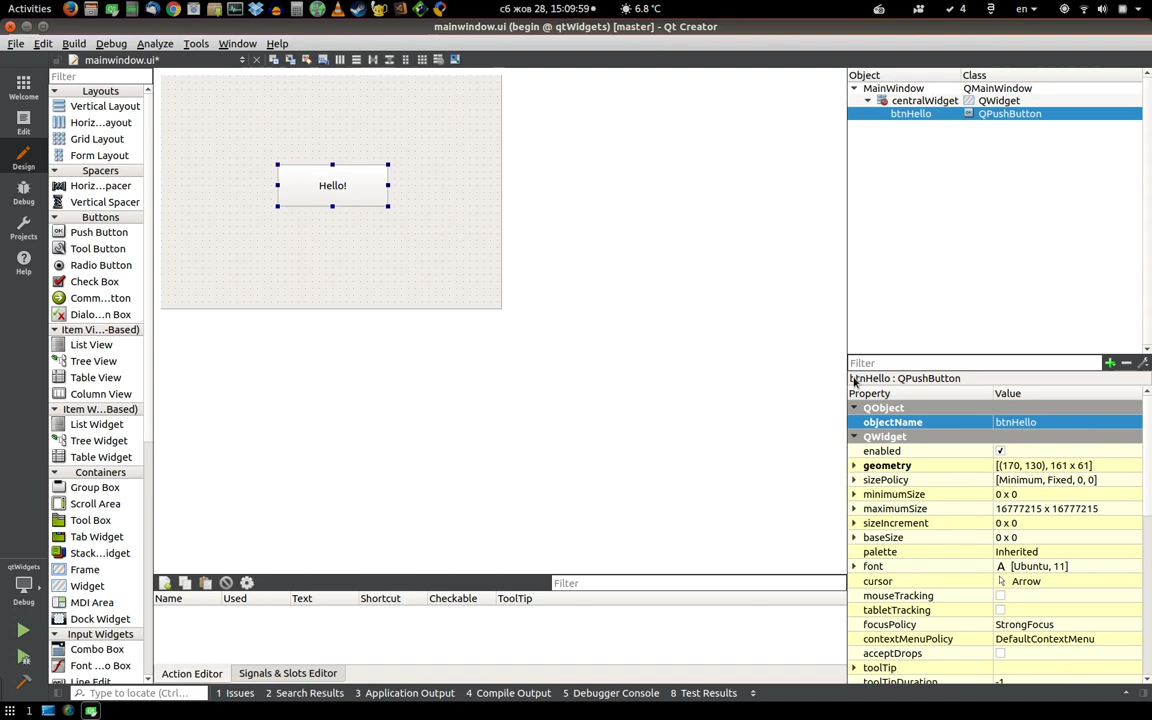 Activities
сб жов 28, 15:09:59
6.8 °C
4
en
mainwindow.ui (begin @ qtWidgets) [master] - Qt Creator
File Edit Build Debug Analyze Tools Window Help
mainwindow.ui*
Welcome
Edit
Design
Debug
Projects
Help
qtWidgets
Debug
Filter
Layouts
Vertical Layout
Horiz...ayout
Grid Layout
Form Layout
Spacers
Horiz...pacer
Vertical Spacer
Buttons
Push Button
Tool Button
Radio Button
Check Box
Comm...tton
Dialo...n Box
Item Vi...-Based)
List View
Tree View
Table View
Column View
Item W...Based)
List Widget
Tree Widget
Table Widget
Containers
Group Box
Scroll Area
Tool Box
Tab Widget
Stack...idget
Frame
Widget
MDI Area
Dock Widget
Input Widgets
Combo Box
Font ...o Box
Line Edit
Hello!
Filter
Name Used Text Shortcut Checkable ToolTip
Action Editor Signals & Slots Editor
Object Class
MainWindow QMainWindow
centralWidget QWidget
btnHello QPushButton
Filter
btnHello : QPushButton
Property Value
QObject
objectName btnHello
QWidget
enabled
geometry [(170, 130), 161 x 61]
sizePolicy [Minimum, Fixed, 0, 0]
minimumSize 0 x 0
maximumSize 16777215 x 16777215
sizeIncrement 0 x 0
baseSize 0 x 0
palette Inherited
font A [Ubuntu, 11]
cursor Arrow
mouseTracking
tabletTracking
focusPolicy StrongFocus
contextMenuPolicy DefaultContextMenu
acceptDrops
toolTip
toolTipDuration -1
Type to locate (Ctrl... 1 Issues 2 Search Results 3 Application Output 4 Compile Output 5 Debugger Console 8 Test Results
1